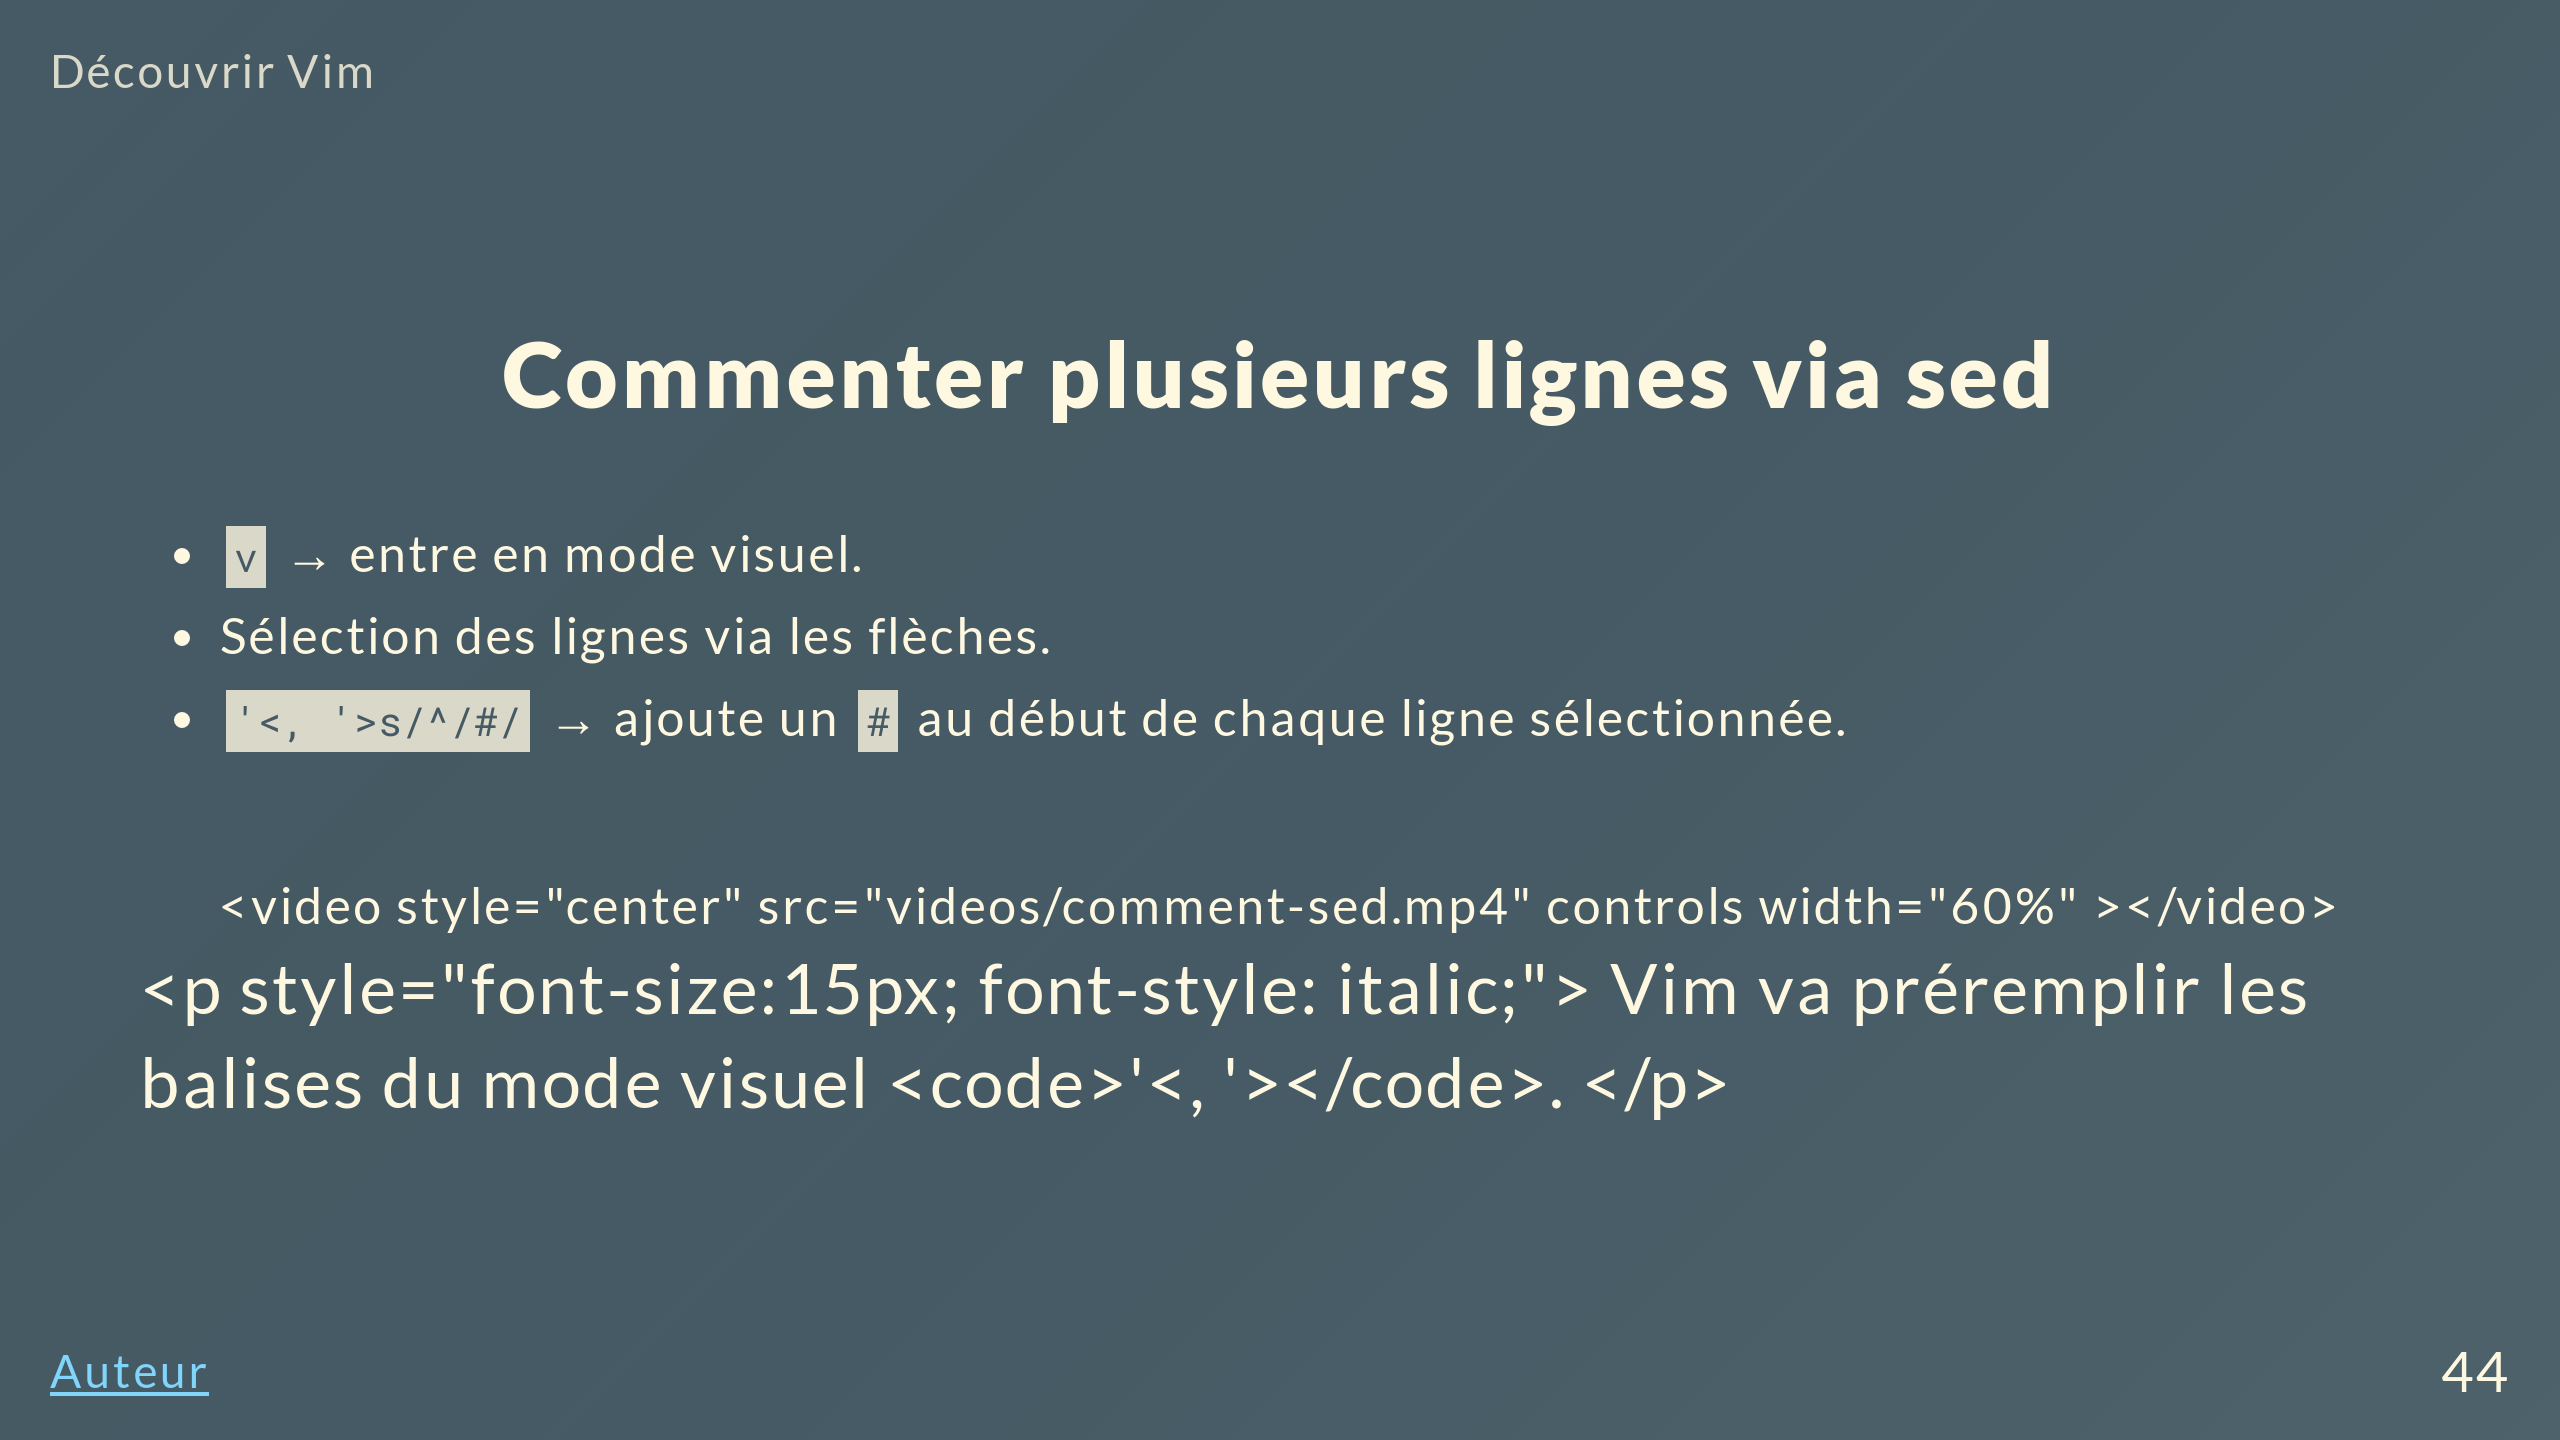 Découvrir Vim
Commenter plusieurs lignes via sed
• v → entre en mode visuel.
• Sélection des lignes via les flèches.
• '<, '>s/^/#/ → ajoute un # au début de chaque ligne sélectionnée.
<video style="center" src="videos/comment-sed.mp4" controls width="60%" ></video>
<p style="font-size:15px; font-style: italic;"> Vim va préremplir les
balises du mode visuel <code>'<, '></code>. </p>
Auteur
44